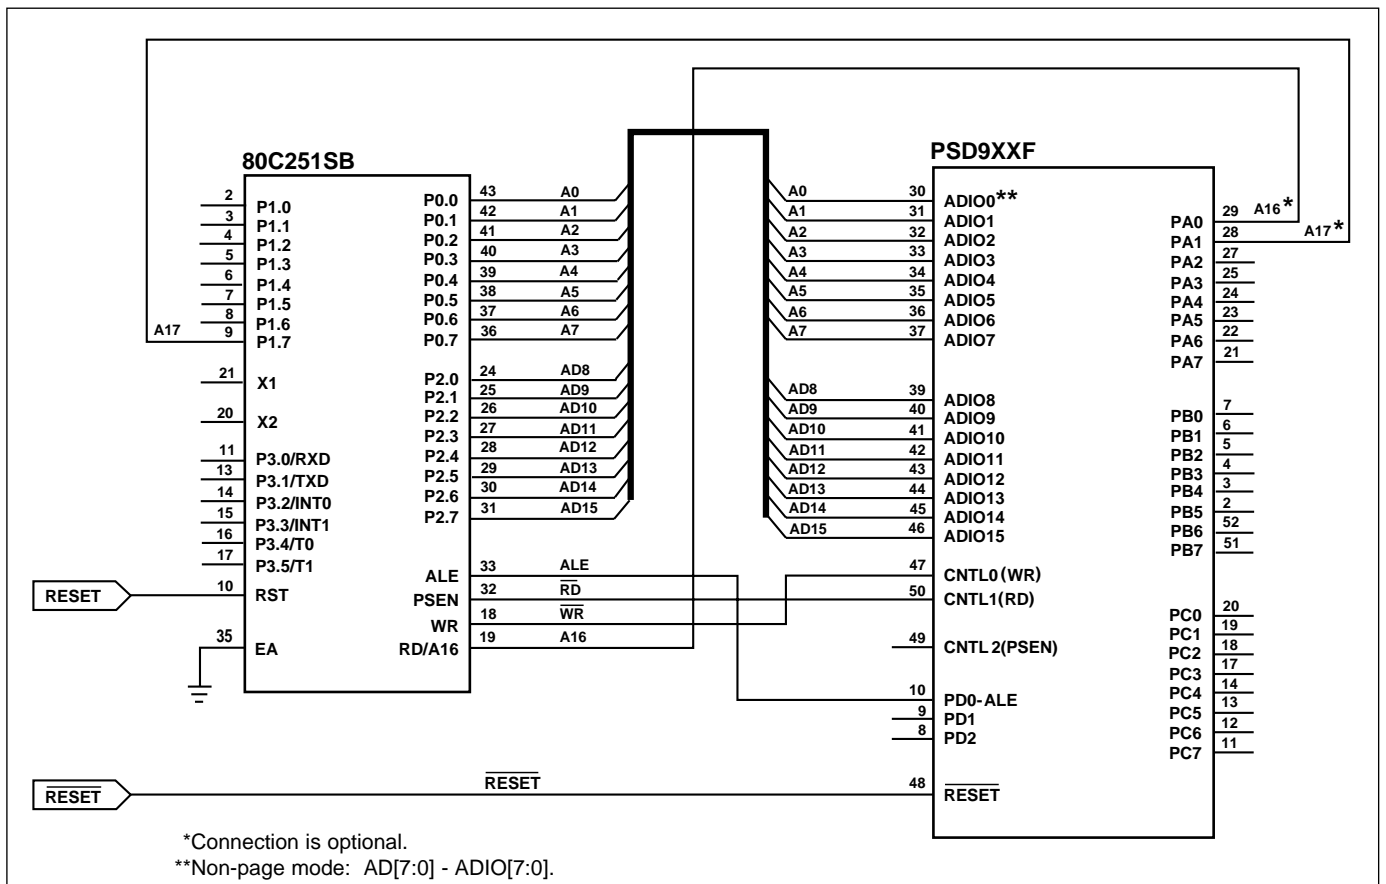 80C251SB
PSD9XXF
2 P1.0
3 P1.1
4 P1.2
5 P1.3
6 P1.4
7 P1.5
8 P1.6
A17 9 P1.7
21 X1
20 X2
11 P3.0/RXD
13 P3.1/TXD
14 P3.2/INT0
15 P3.3/INT1
16 P3.4/T0
17 P3.5/T1
RESET 10 RST
35 EA
P0.0 43 A0
P0.1 42 A1
P0.2 41 A2
P0.3 40 A3
P0.4 39 A4
P0.5 38 A5
P0.6 37 A6
P0.7 36 A7
P2.0 24 AD8
P2.1 25 AD9
P2.2 26 AD10
P2.3 27 AD11
P2.4 28 AD12
P2.5 29 AD13
P2.6 30 AD14
P2.7 31 AD15
ALE 33 ALE
PSEN 32 RD
WR 18 WR
RD/A16 19 A16
A0 30 ADIO0**
A1 31 ADIO1
A2 32 ADIO2
A3 33 ADIO3
A4 34 ADIO4
A5 35 ADIO5
A6 36 ADIO6
A7 37 ADIO7
AD8 39 ADIO8
AD9 40 ADIO9
AD10 41 ADIO10
AD11 42 ADIO11
AD12 43 ADIO12
AD13 44 ADIO13
AD14 45 ADIO14
AD15 46 ADIO15
47 CNTL0(WR)
50 CNTL1(RD)
49 CNTL 2(PSEN)
10 PD0-ALE
9 PD1
8 PD2
PA0 29 A16*
PA1 28 A17*
PA2 27
PA3 25
PA4 24
PA5 23
PA6 22
PA7 21
PB0 7
PB1 6
PB2 5
PB3 4
PB4 3
PB5 2
PB6 52
PB7 51
PC0 20
PC1 19
PC2 18
PC3 17
PC4 14
PC5 13
PC6 12
PC7 11
RESET RESET 48 RESET
*Connection is optional.
**Non-page mode: AD[7:0] - ADIO[7:0].